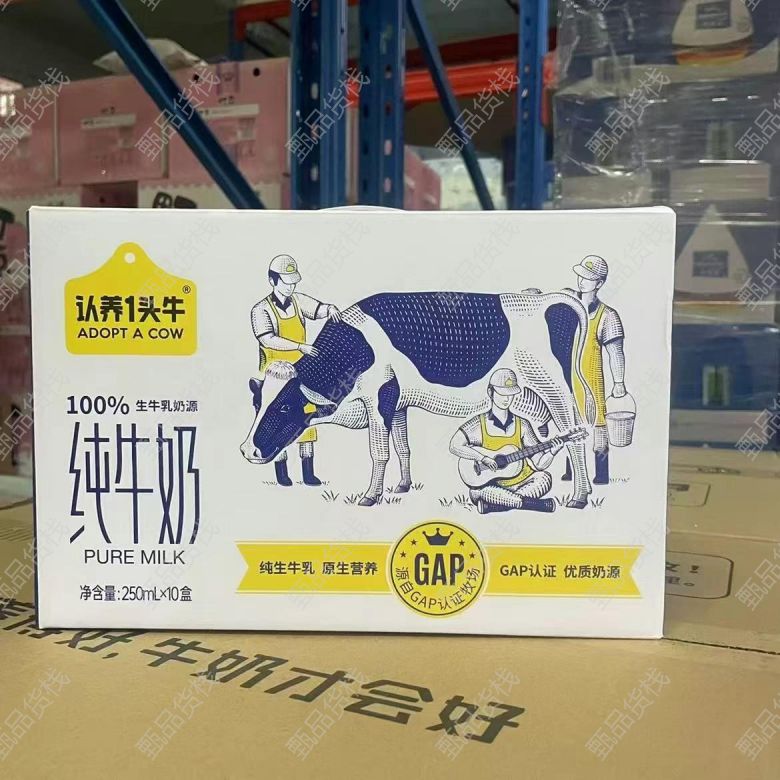 认养1头牛®
ADOPT A COW
100% 生牛乳奶源
纯牛奶
PURE MILK
净含量:250mL×10盒
纯生牛乳 原生营养
GAP
源自GAP认证牧场
GAP认证 优质奶源
得好,牛奶才会好
甄品货栈